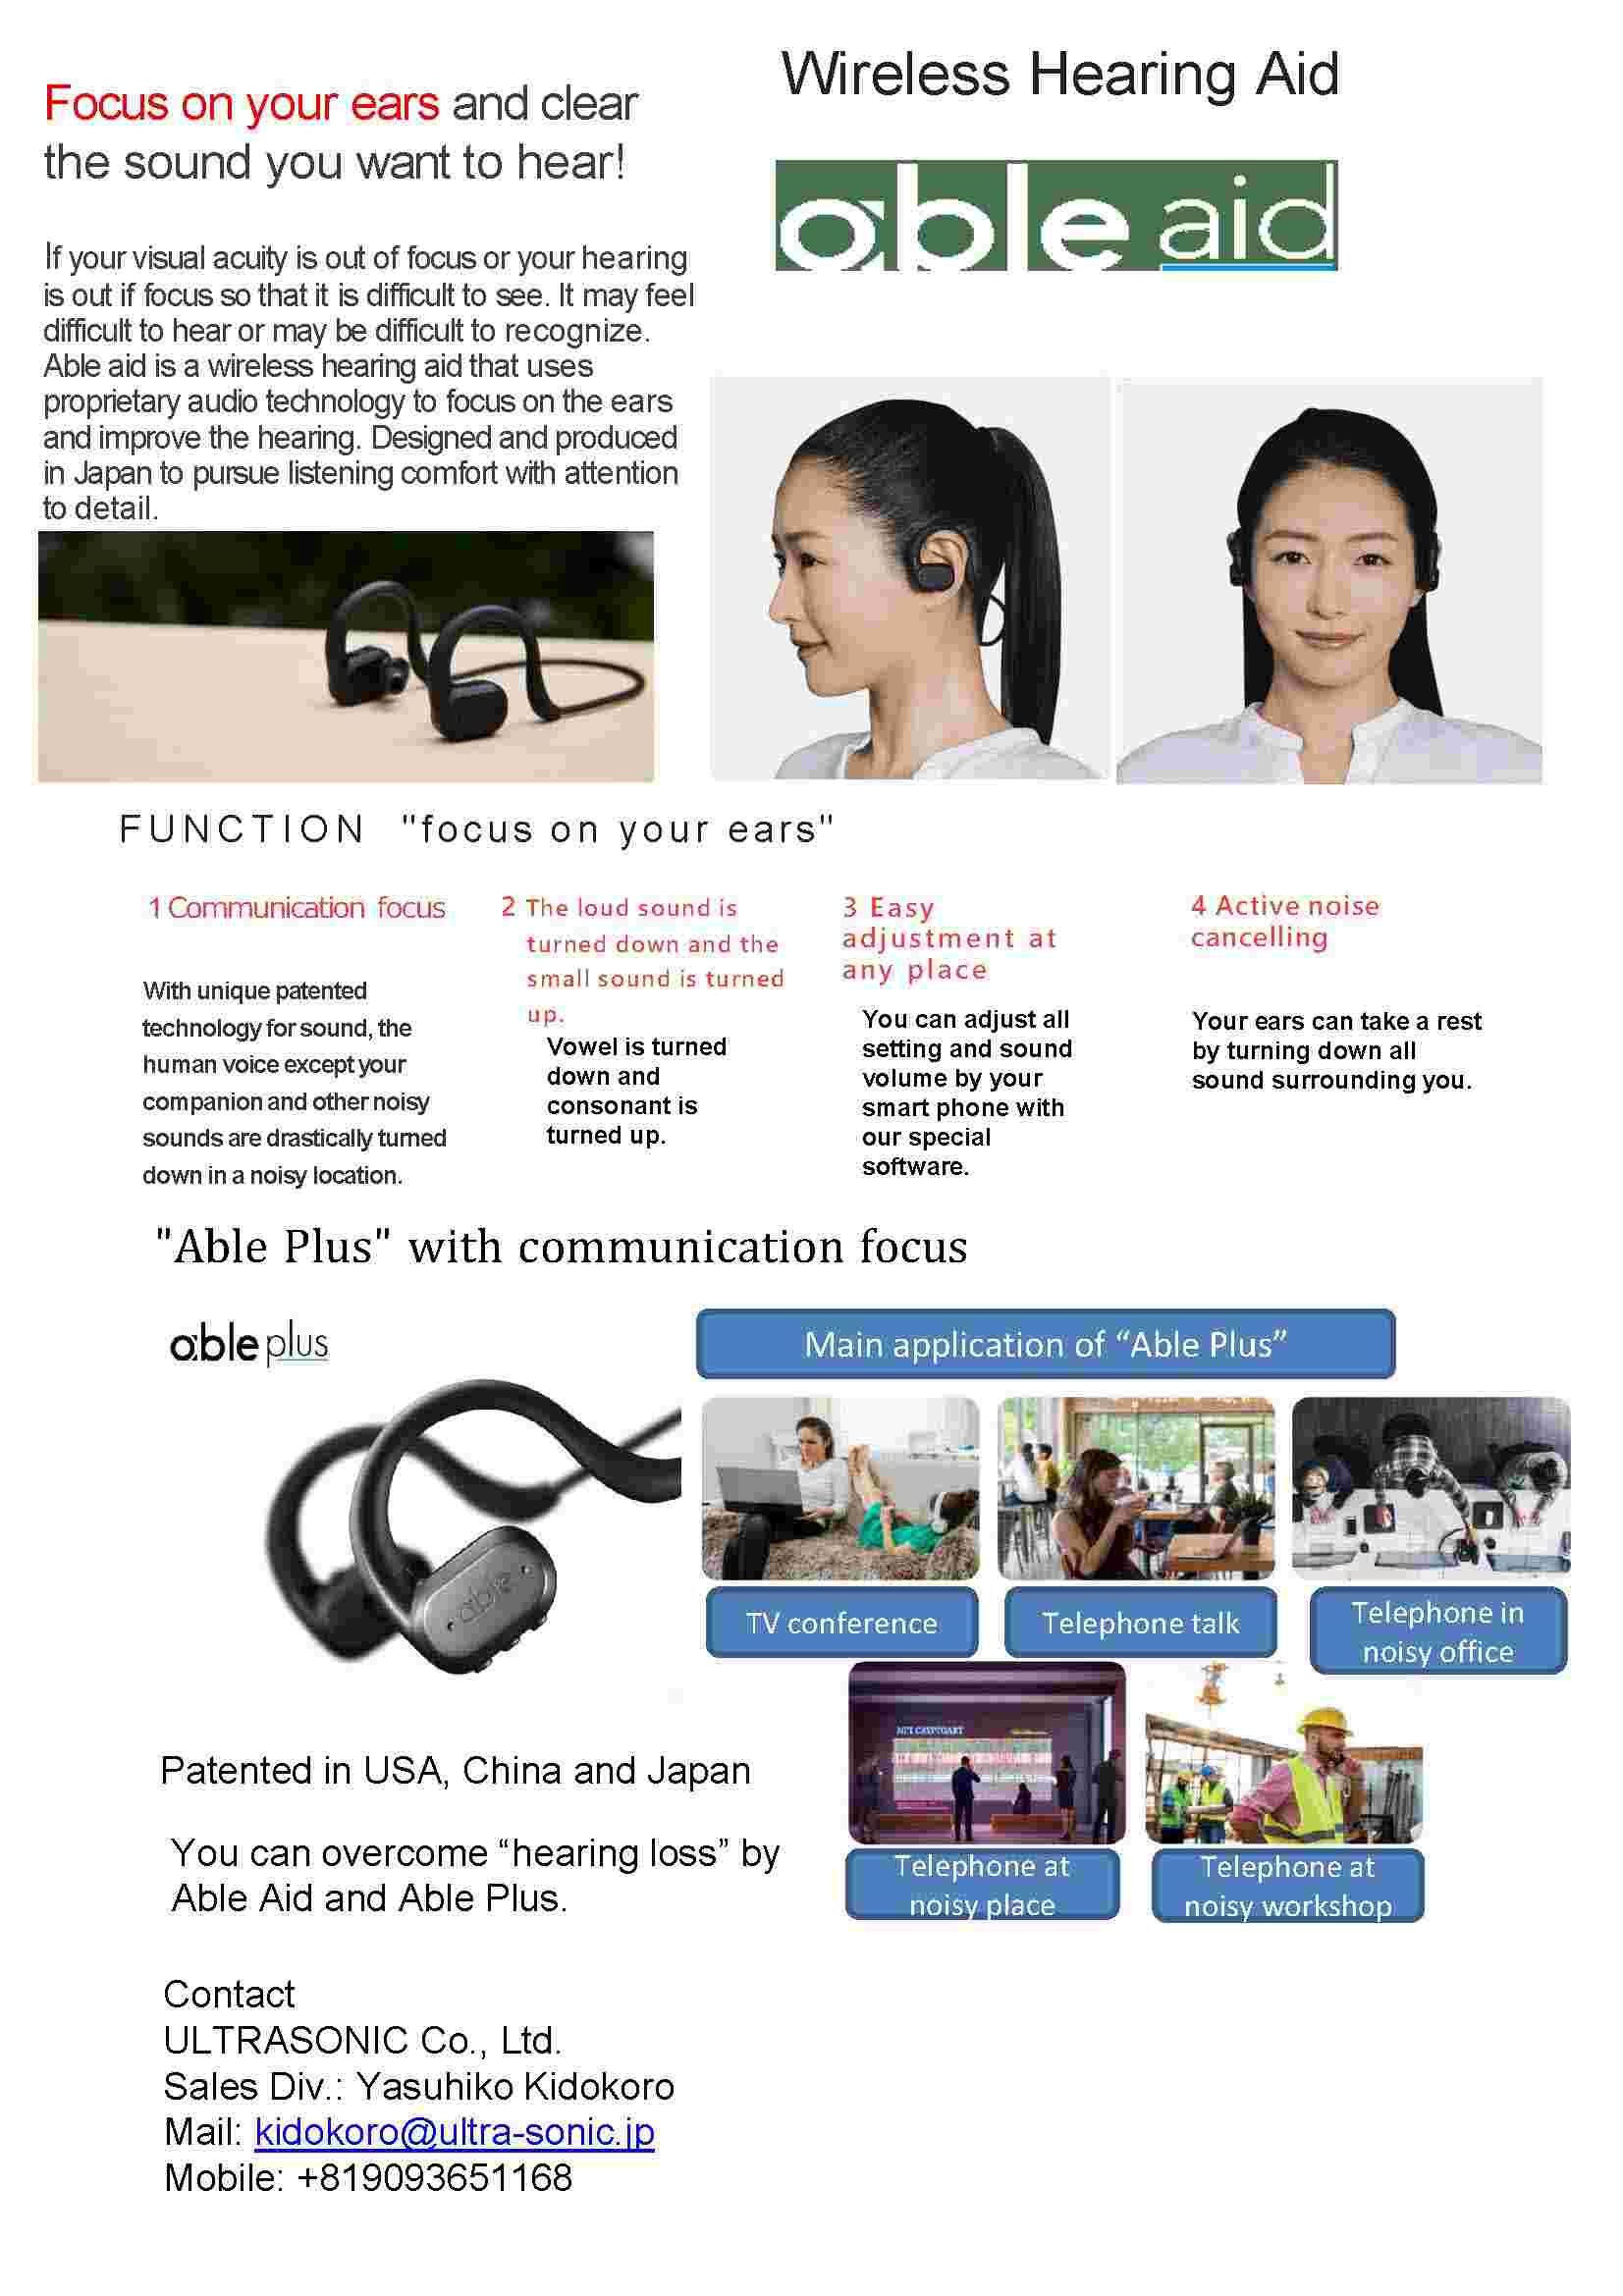 Wireless Hearing Aid
Focus on your ears and clear
the sound you want to hear!
able aid
If your visual acuity is out of focus or your hearing
is out if focus so that it is difficult to see. It may feel
difficult to hear or may be difficult to recognize.
Able aid is a wireless hearing aid that uses
proprietary audio technology to focus on the ears
and improve the hearing. Designed and produced
in Japan to pursue listening comfort with attention
to detail.
FUNCTION "focus on your ears"
1 Communication focus
With unique patented
technology for sound, the
human voice except your
companion and other noisy
sounds are drastically turned
down in a noisy location.
2 The loud sound is
turned down and the
small sound is turned
up.
Vowel is turned
down and
consonant is
turned up.
3 Easy
adjustment at
any place
You can adjust all
setting and sound
volume by your
smart phone with
our special
software.
4 Active noise
cancelling
Your ears can take a rest
by turning down all
sound surrounding you.
"Able Plus" with communication focus
able plus
able
Main application of “Able Plus”
TV conference
Telephone talk
Telephone in
noisy office
NFT CRYPTOART
Telephone at
noisy place
Telephone at
noisy workshop
Patented in USA, China and Japan
You can overcome “hearing loss” by
Able Aid and Able Plus.
Contact
ULTRASONIC Co., Ltd.
Sales Div.: Yasuhiko Kidokoro
Mail: kidokoro@ultra-sonic.jp
Mobile: +819093651168